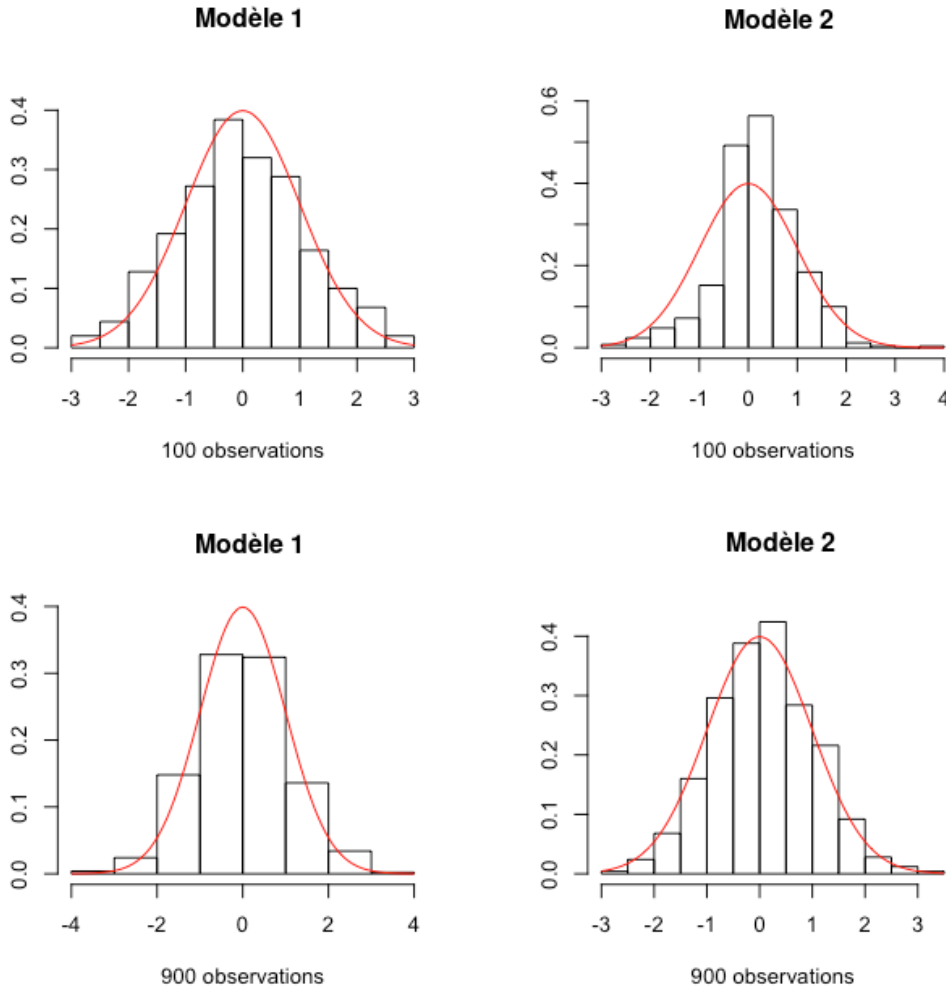 Modèle 1
0.0 0.1 0.2 0.3 0.4
-3 -2 -1 0 1 2 3
100 observations
Modèle 2
0.0 0.2 0.4 0.6
-3 -2 -1 0 1 2 3 4
100 observations
Modèle 1
0.0 0.1 0.2 0.3 0.4
-4 -2 0 2 4
900 observations
Modèle 2
0.0 0.1 0.2 0.3 0.4
-3 -2 -1 0 1 2 3
900 observations